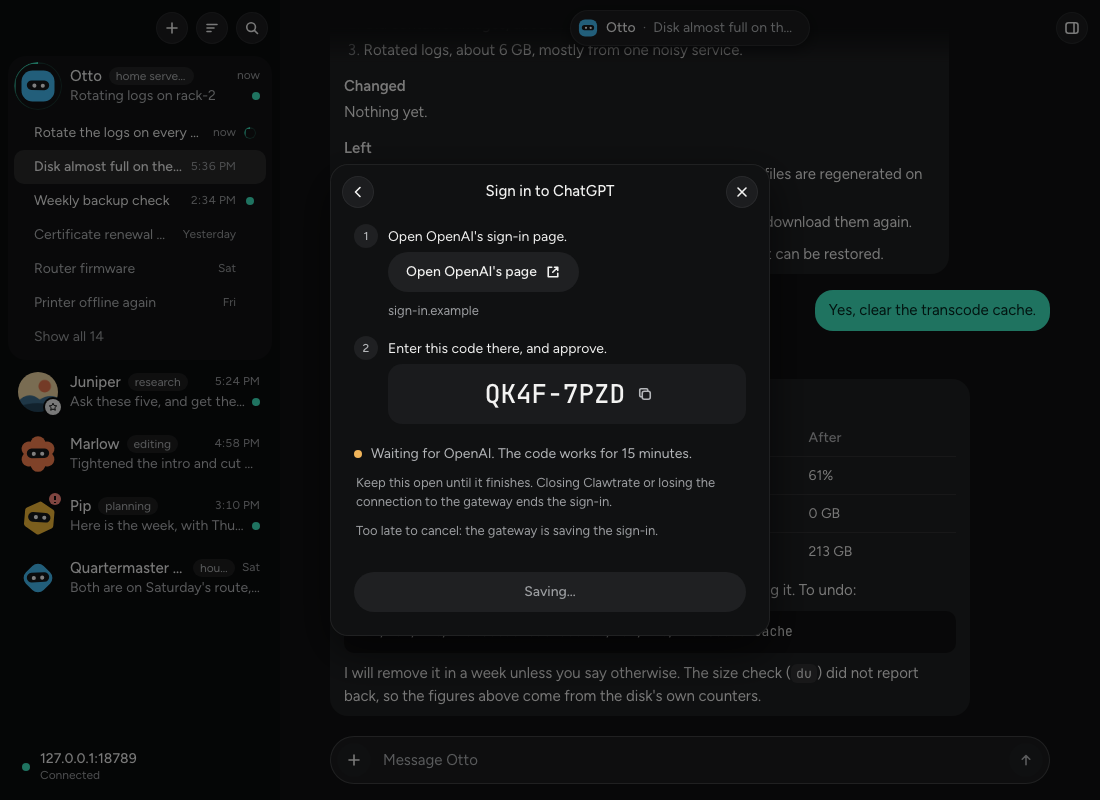 Otto · Disk almost full on th...
Otto home serve... now
Rotating logs on rack-2
Rotate the logs on every ... now
Disk almost full on the... 5:36 PM
Weekly backup check 2:34 PM
Certificate renewal ... Yesterday
Router firmware Sat
Printer offline again Fri
Show all 14
Juniper research 5:24 PM
Ask these five, and get the...
Marlow editing 4:58 PM
Tightened the intro and cut ...
Pip planning 3:10 PM
Here is the week, with Thu...
Quartermaster ... hou... Sat
Both are on Saturday's route,...
127.0.0.1:18789
Connected
3. Rotated logs, about 6 GB, mostly from one noisy service.
Changed
Nothing yet.
Left
files are regenerated on
download them again.
can be restored.
Yes, clear the transcode cache.
Sign in to ChatGPT
1 Open OpenAI's sign-in page.
Open OpenAI's page
sign-in.example
2 Enter this code there, and approve.
QK4F-7PZD
Waiting for OpenAI. The code works for 15 minutes.
Keep this open until it finishes. Closing Clawtrate or losing the
connection to the gateway ends the sign-in.
Too late to cancel: the gateway is saving the sign-in.
Saving...
After
61%
0 GB
213 GB
it. To undo:
I will remove it in a week unless you say otherwise. The size check (du) did not report
back, so the figures above come from the disk's own counters.
Message Otto